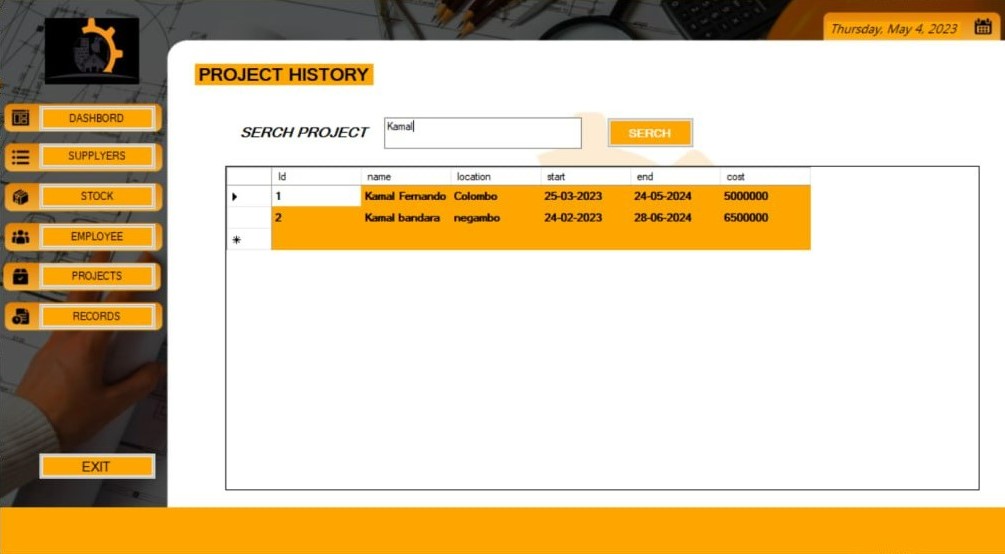 Thursday, May 4, 2023
PROJECT HISTORY
DASHBORD
SUPPLYERS
STOCK
EMPLOYEE
PROJECTS
RECORDS
EXIT
SERCH PROJECT Kamal SERCH
Id name location start end cost
1 Kamal Fernando Colombo 25-03-2023 24-05-2024 5000000
2 Kamal bandara negambo 24-02-2023 28-06-2024 6500000